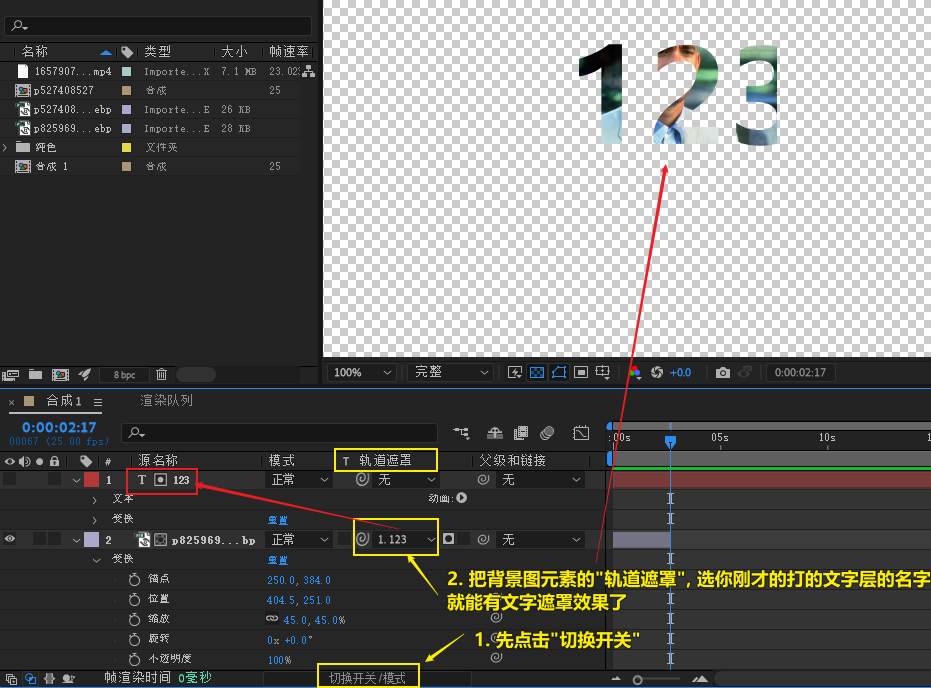 名称 类型 大小 帧速率
1657907...mp4 Importe...X 7.1 MB 23.02
p527408527 合成 25
p527408...ebp Importe...E 26 KB
p825969...ebp Importe...E 28 KB
纯色 文件夹
合成 1 合成 25
123
8 bpc
100% 完整 +0.0 0:00:02:17
× 合成 1 渲染队列
0:00:02:17
00067 (25.00 fps)
:00s 05s 10s 1
# 源名称 模式 T 轨道遮罩 父级和链接
1 T 123 正常 无 无
文本 动画:
变换 重置
2 p825969...bp 正常 1. 123 无
变换 重置
锚点 250.0, 384.0
位置 404.5, 251.0
缩放 45.0, 45.0%
旋转 0x +0.0°
不透明度 100%
2. 把背景图元素的"轨道遮罩", 选你刚才的打的文字层的名字
就能有文字遮罩效果了
1. 先点击"切换开关"
帧渲染时间 0毫秒 切换开关/模式